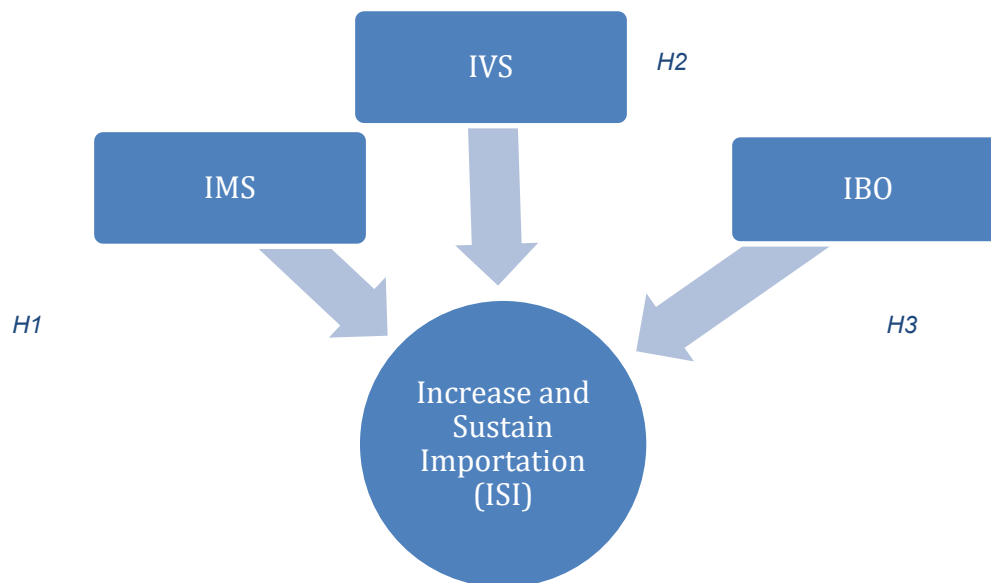 IVS
H2
IMS
IBO
H1
H3
Increase and
Sustain
Importation
(ISI)